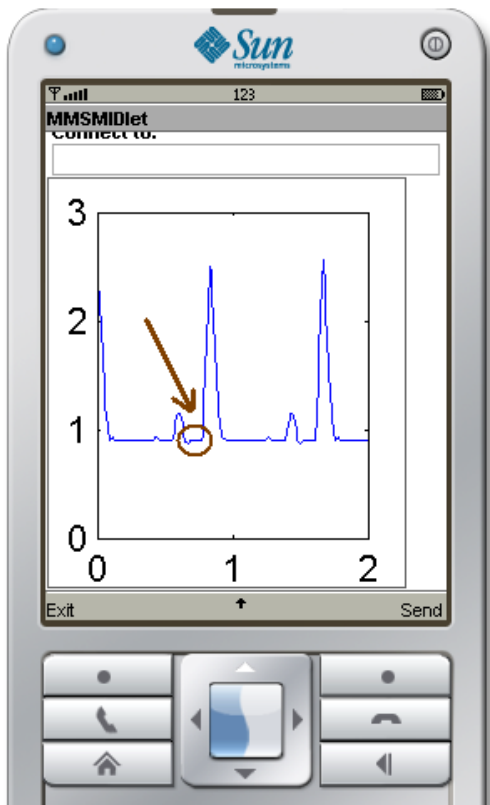 Sun
microsystems
123
MMSMIDlet
Connect to:
3
2
1
0
0 1 2
Exit Send